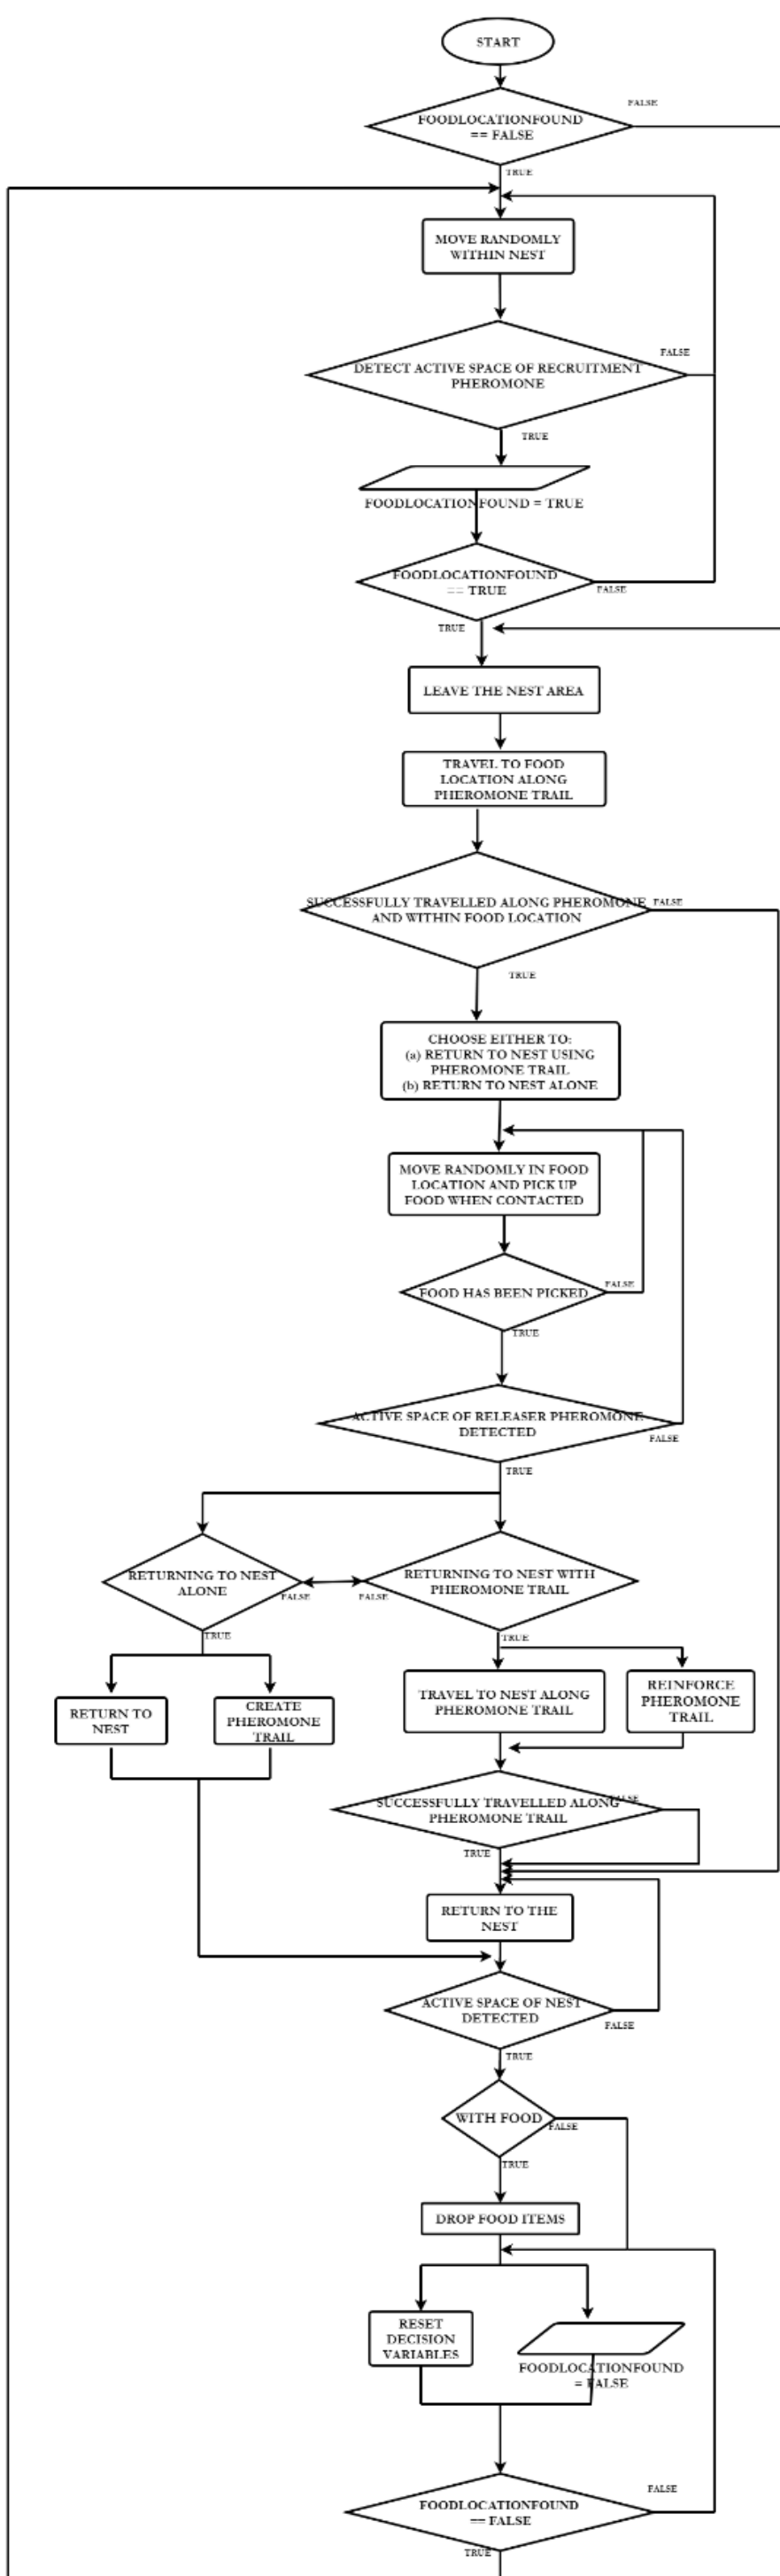 START
FALSE
FOODLOCATIONFOUND
== FALSE
TRUE
MOVE RANDOMLY
WITHIN NEST
FALSE
DETECT ACTIVE SPACE OF RECRUITMENT
PHEROMONE
TRUE
FOODLOCATIONFOUND = TRUE
FOODLOCATIONFOUND
== TRUE
FALSE
TRUE
LEAVE THE NEST AREA
TRAVEL TO FOOD
LOCATION ALONG
PHEROMONE TRAIL
SUCCESSFULLY TRAVELLED ALONG PHEROMONE
AND WITHIN FOOD LOCATION
FALSE
TRUE
CHOOSE EITHER TO:
(a) RETURN TO NEST USING
PHEROMONE TRAIL
(b) RETURN TO NEST ALONE
MOVE RANDOMLY IN FOOD
LOCATION AND PICK UP
FOOD WHEN CONTACTED
FALSE
FOOD HAS BEEN PICKED
TRUE
ACTIVE SPACE OF RELEASER PHEROMONE
DETECTED
FALSE
TRUE
RETURNING TO NEST
ALONE
FALSE
FALSE
RETURNING TO NEST WITH
PHEROMONE TRAIL
TRUE
TRUE
RETURN TO
NEST
CREATE
PHEROMONE
TRAIL
TRAVEL TO NEST ALONG
PHEROMONE TRAIL
REINFORCE
PHEROMONE
TRAIL
SUCCESSFULLY TRAVELLED ALONG
PHEROMONE TRAIL
FALSE
TRUE
RETURN TO THE
NEST
ACTIVE SPACE OF NEST
DETECTED
FALSE
TRUE
WITH FOOD
FALSE
TRUE
DROP FOOD ITEMS
RESET
DECISION
VARIABLES
FOODLOCATIONFOUND
= FALSE
FALSE
FOODLOCATIONFOUND
== FALSE
TRUE